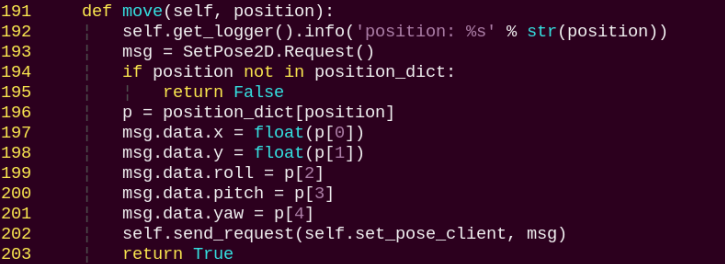 191     def move(self, position):
192         self.get_logger().info('position: %s' % str(position))
193         msg = SetPose2D.Request()
194         if position not in position_dict:
195             return False
196         p = position_dict[position]
197         msg.data.x = float(p[0])
198         msg.data.y = float(p[1])
199         msg.data.roll = p[2]
200         msg.data.pitch = p[3]
201         msg.data.yaw = p[4]
202         self.send_request(self.set_pose_client, msg)
203         return True